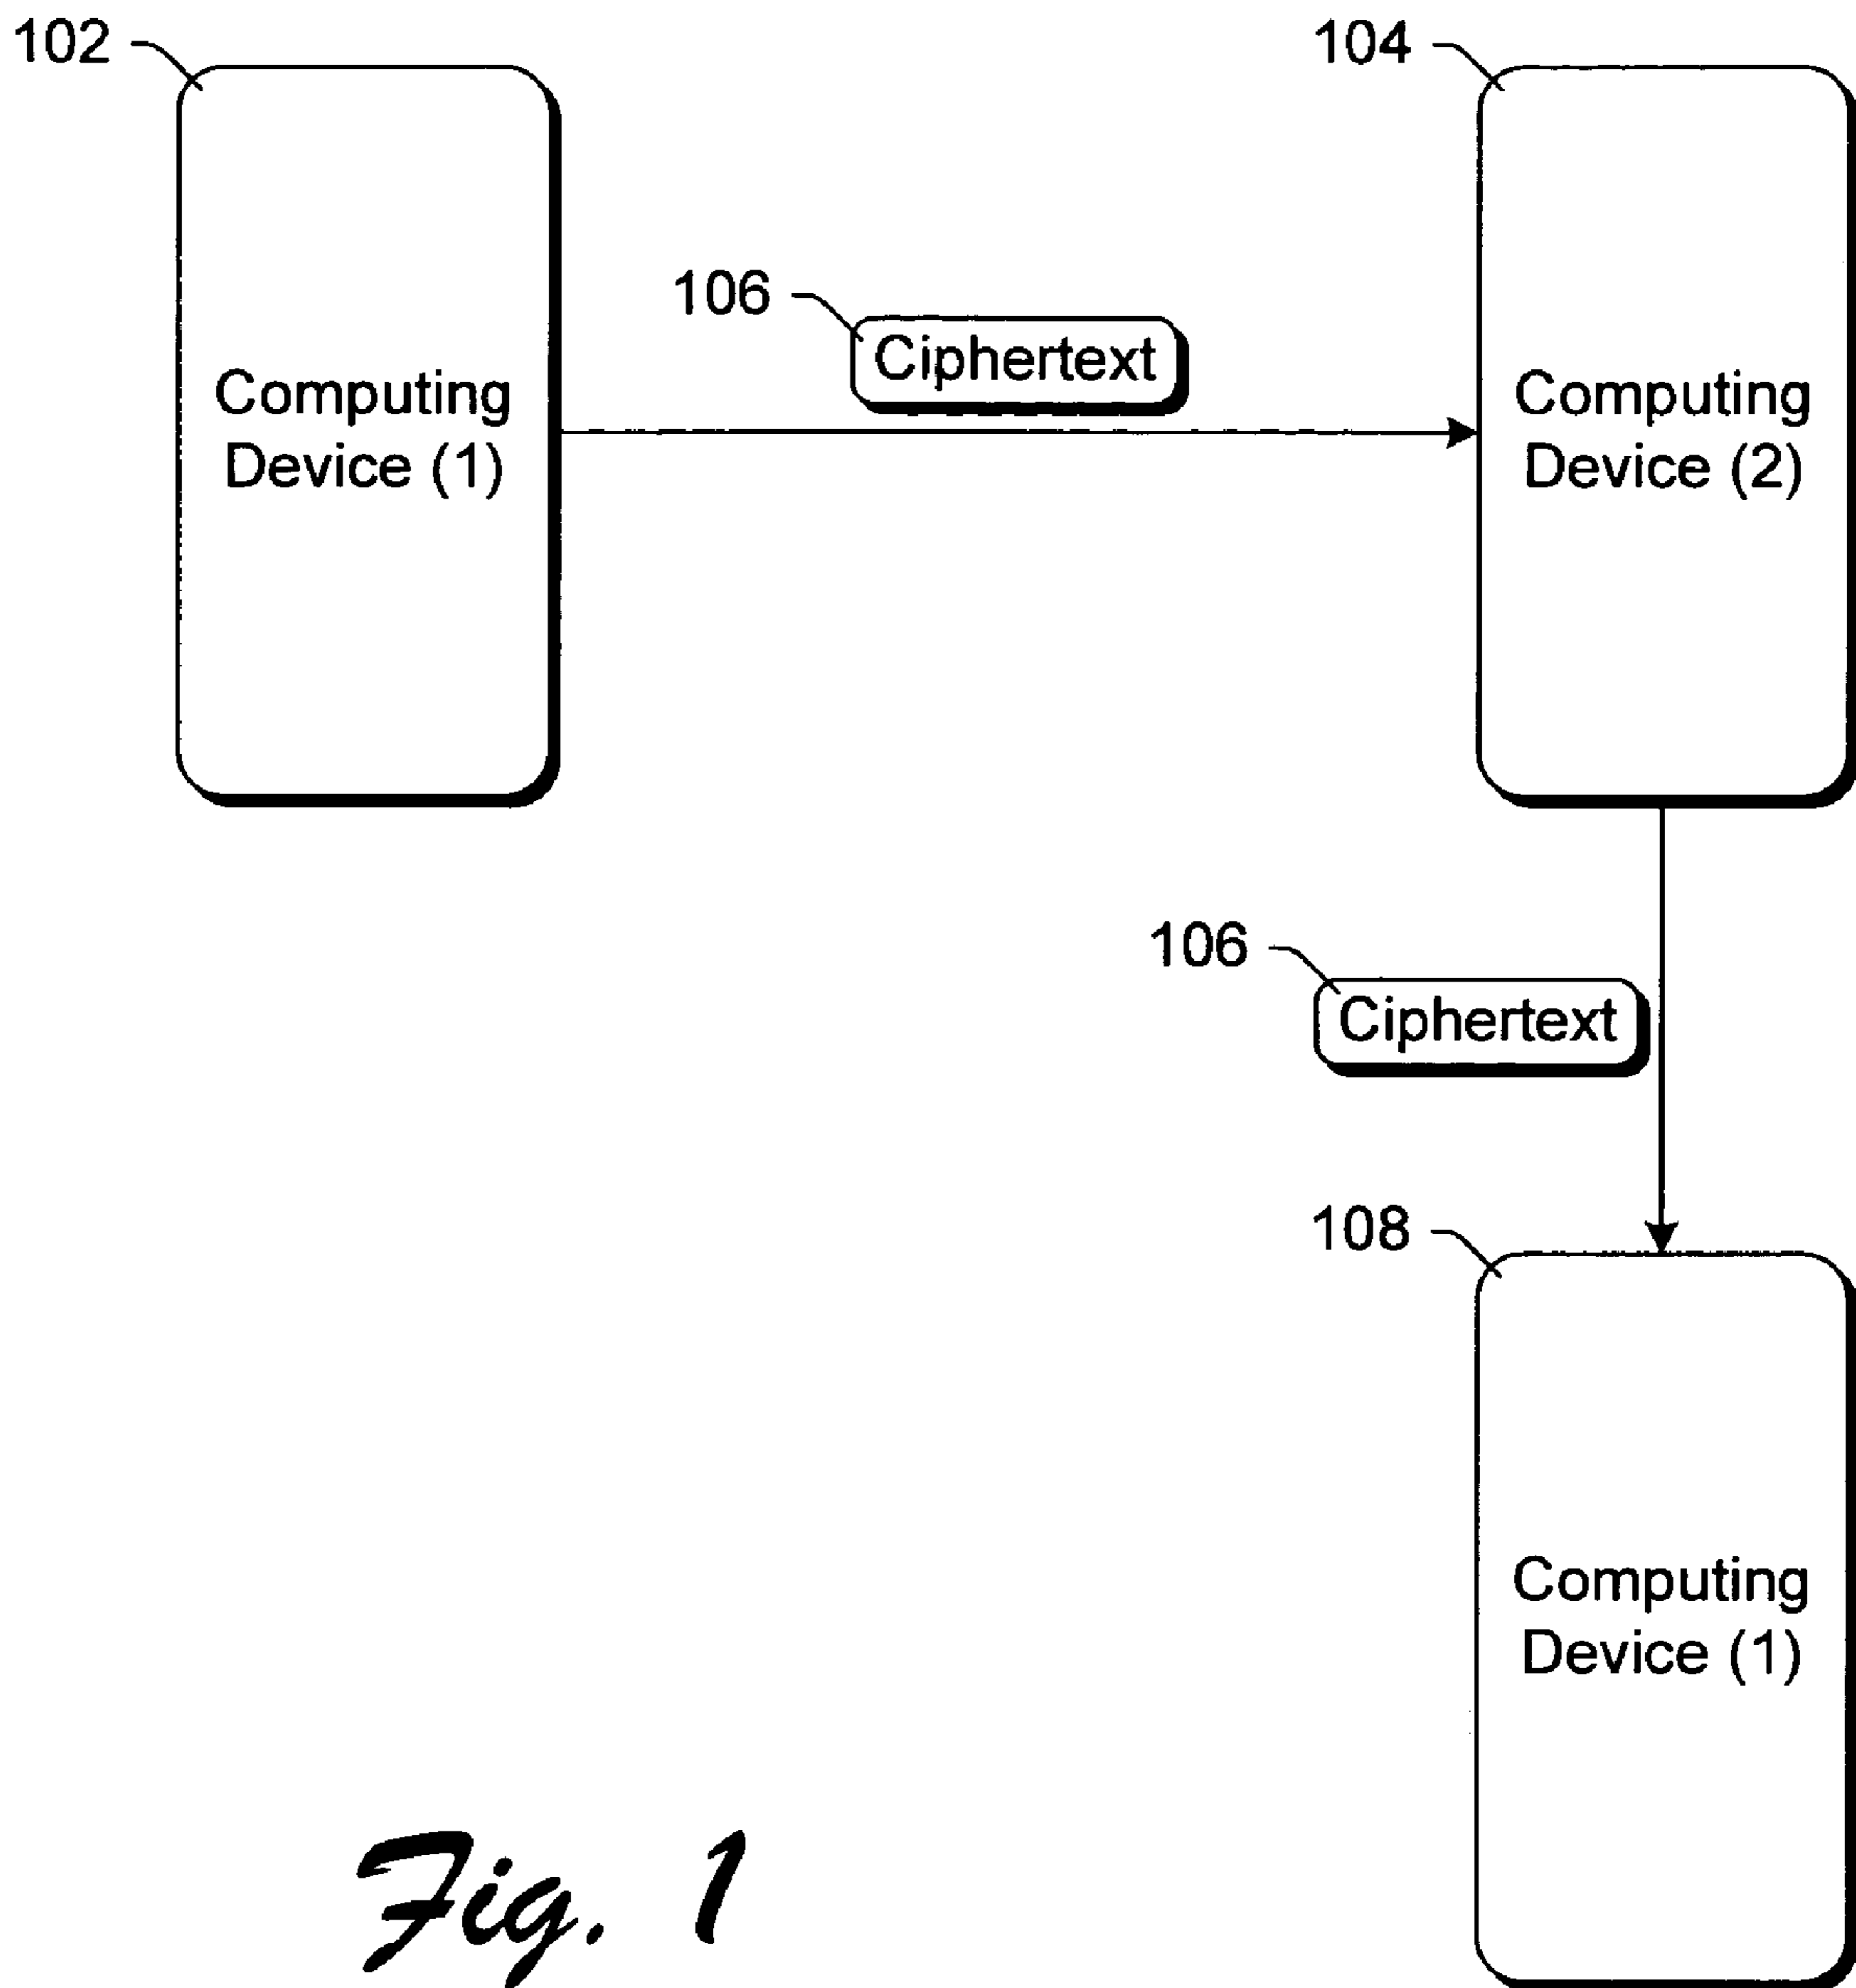 102
104
106
Ciphertext
Computing
Device (1)
Computing
Device (2)
106
Ciphertext
108
Computing
Device (1)
Fig. 1